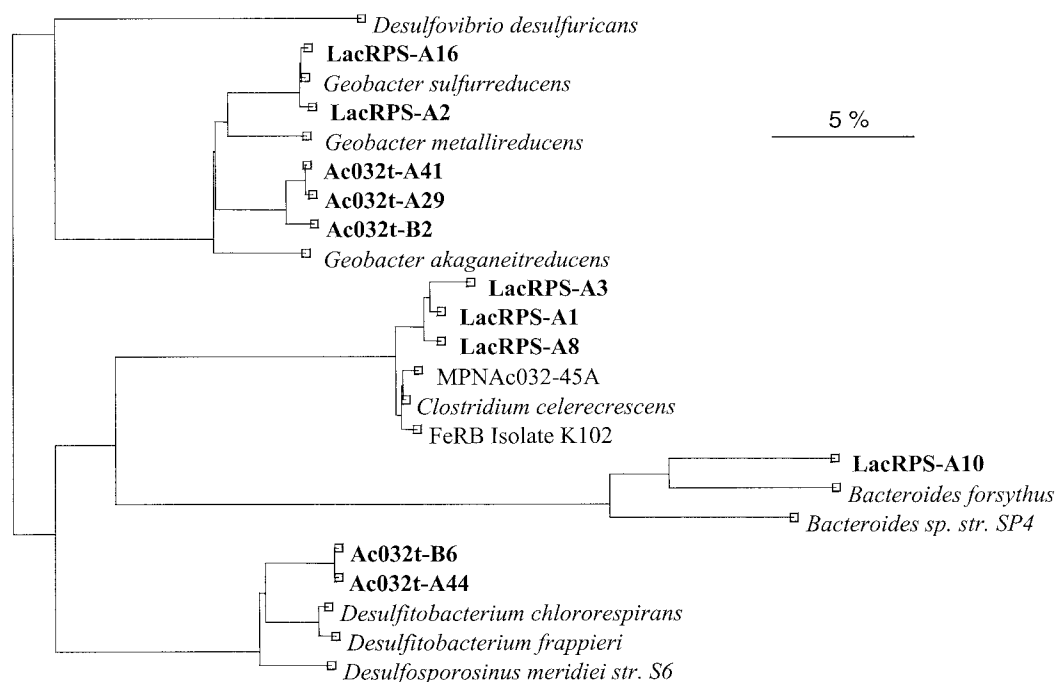 Desulfovibrio desulfuricans
LacRPS-A16
Geobacter sulfurreducens
LacRPS-A2
5 %
Geobacter metallireducens
Ac032t-A41
Ac032t-A29
Ac032t-B2
Geobacter akaganeitreducens
LacRPS-A3
LacRPS-A1
LacRPS-A8
MPNAc032-45A
Clostridium celerecrescens
FeRB Isolate K102
LacRPS-A10
Bacteroides forsythus
Bacteroides sp. str. SP4
Ac032t-B6
Ac032t-A44
Desulfitobacterium chlororespirans
Desulfitobacterium frappieri
Desulfosporosinus meridiei str. S6